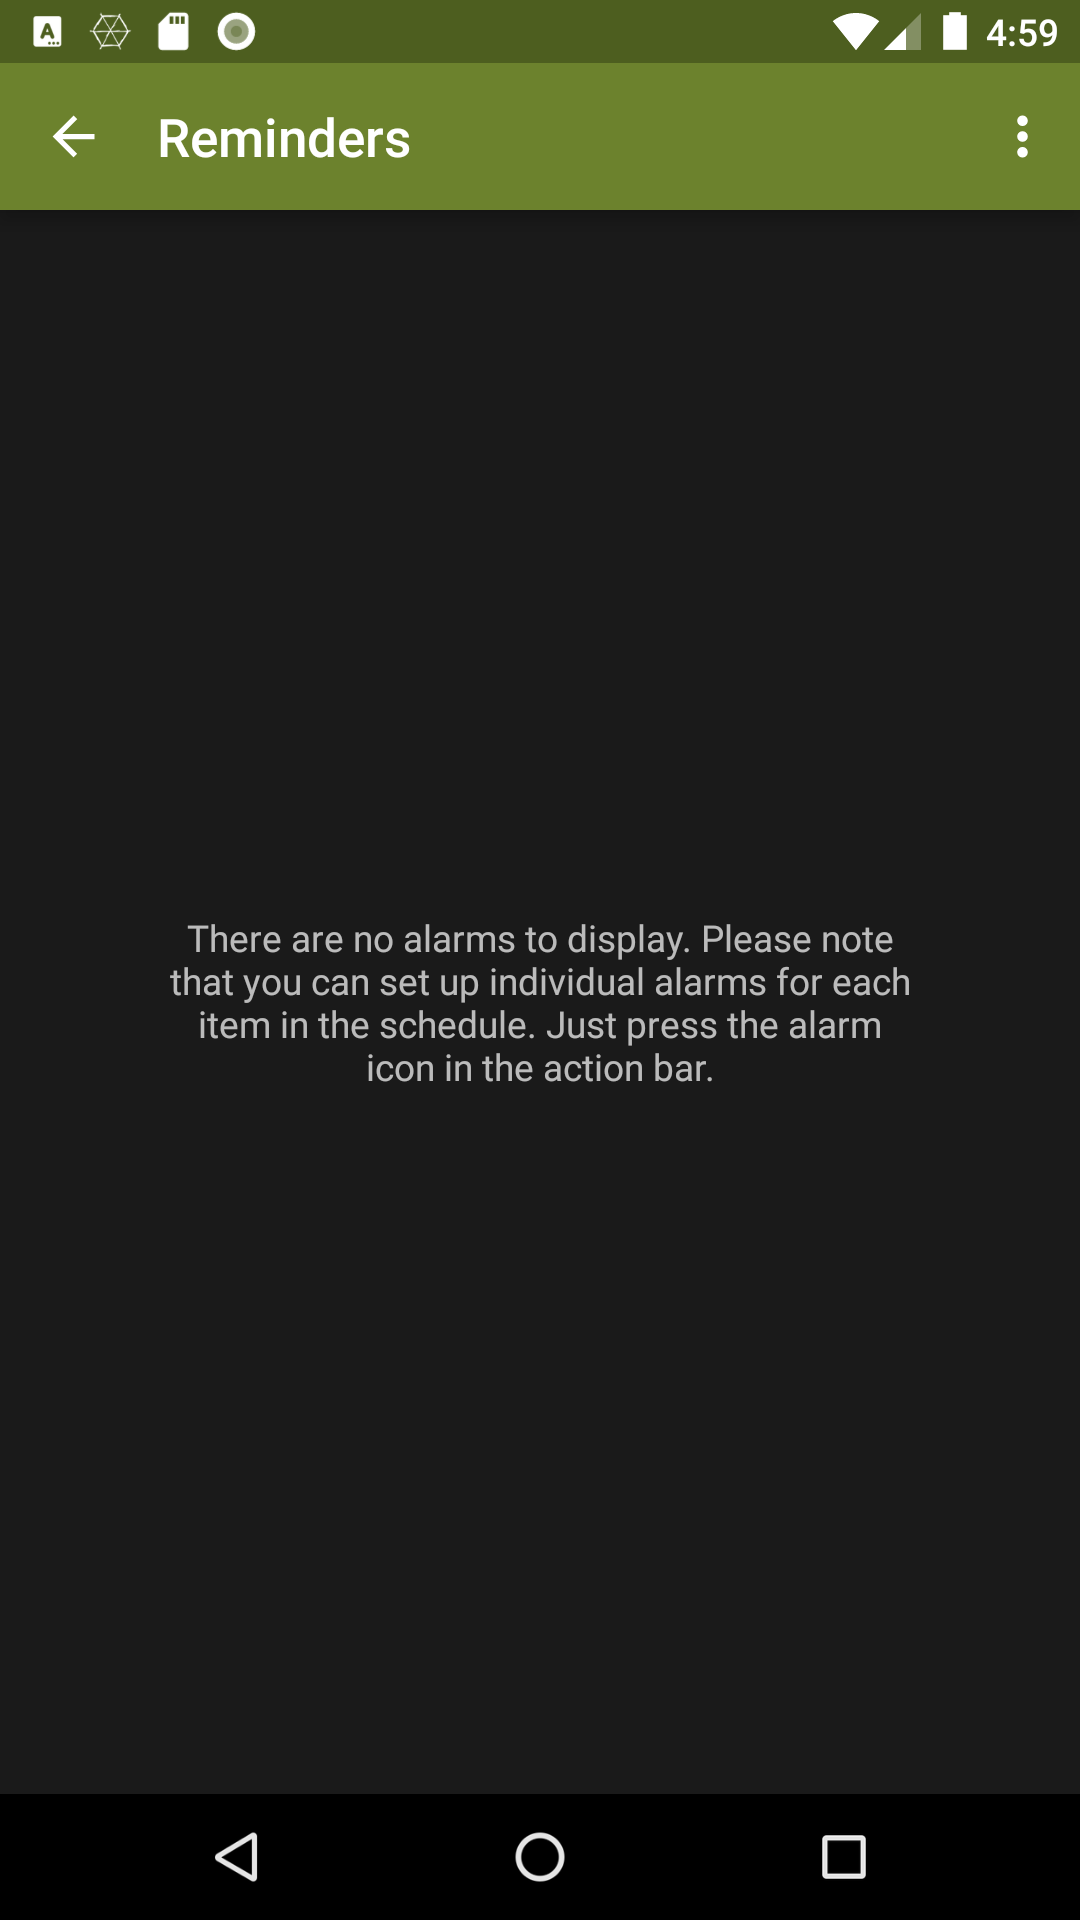 4:59
Reminders
There are no alarms to display. Please note
that you can set up individual alarms for each
item in the schedule. Just press the alarm
icon in the action bar.